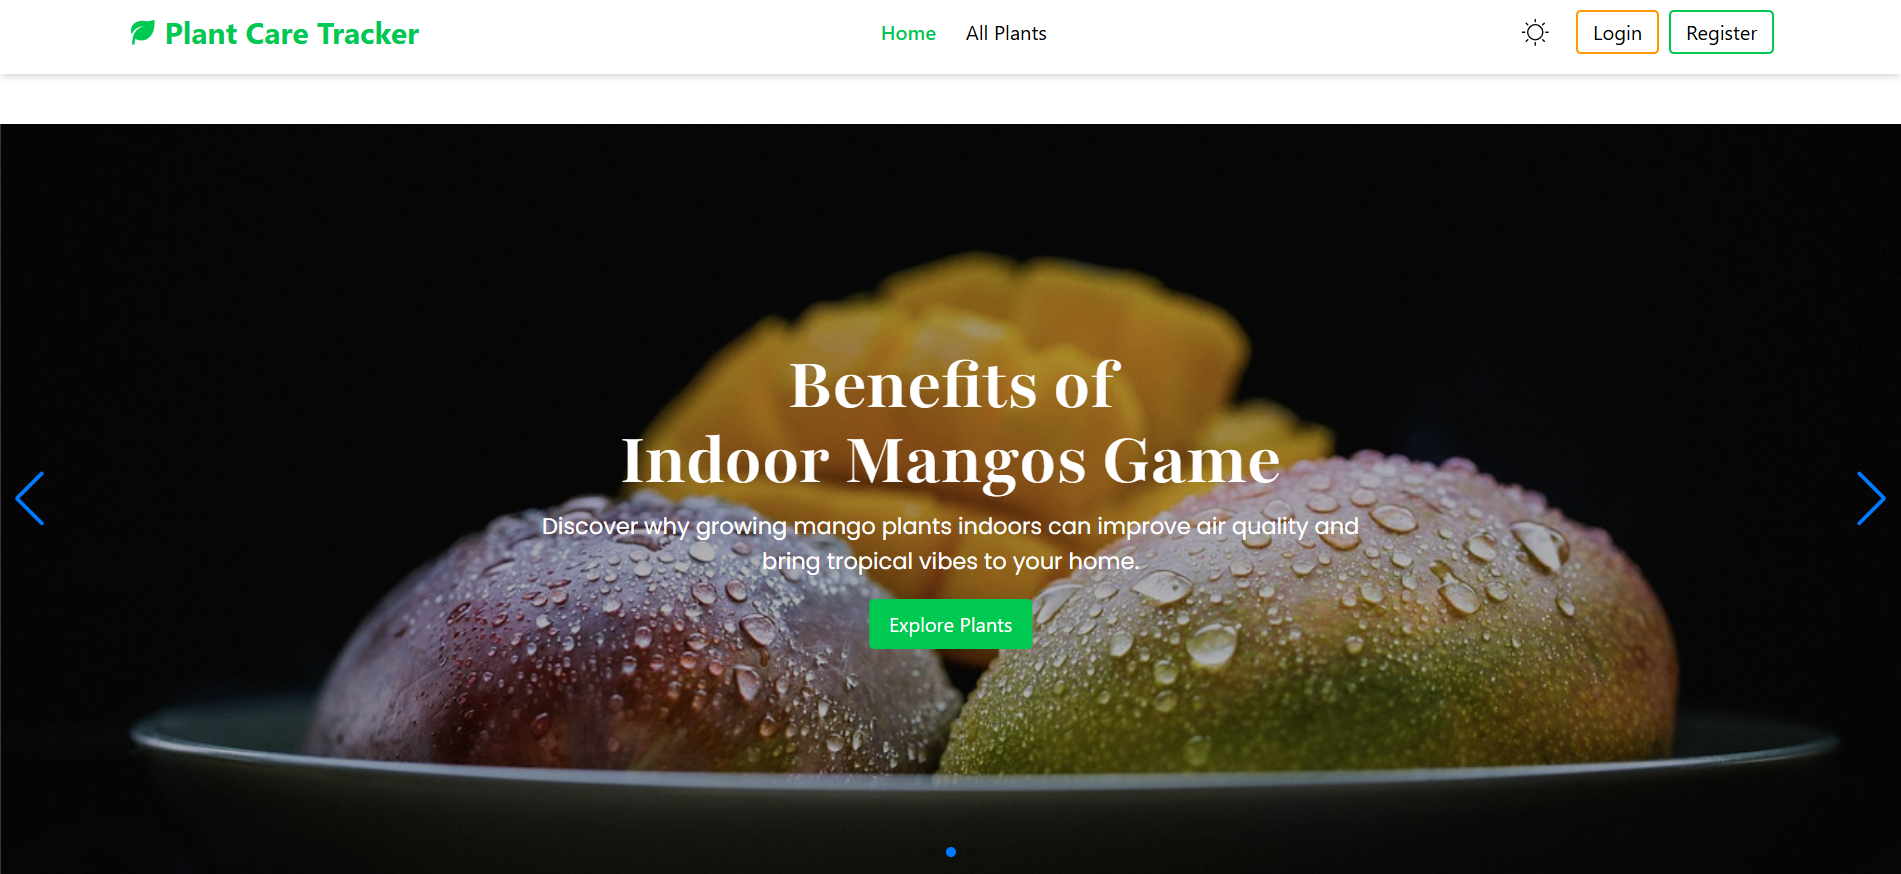 Plant Care Tracker
Home
All Plants
Login
Register
Benefits of
Indoor Mangos Game
Discover why growing mango plants indoors can improve air quality and
bring tropical vibes to your home.
Explore Plants